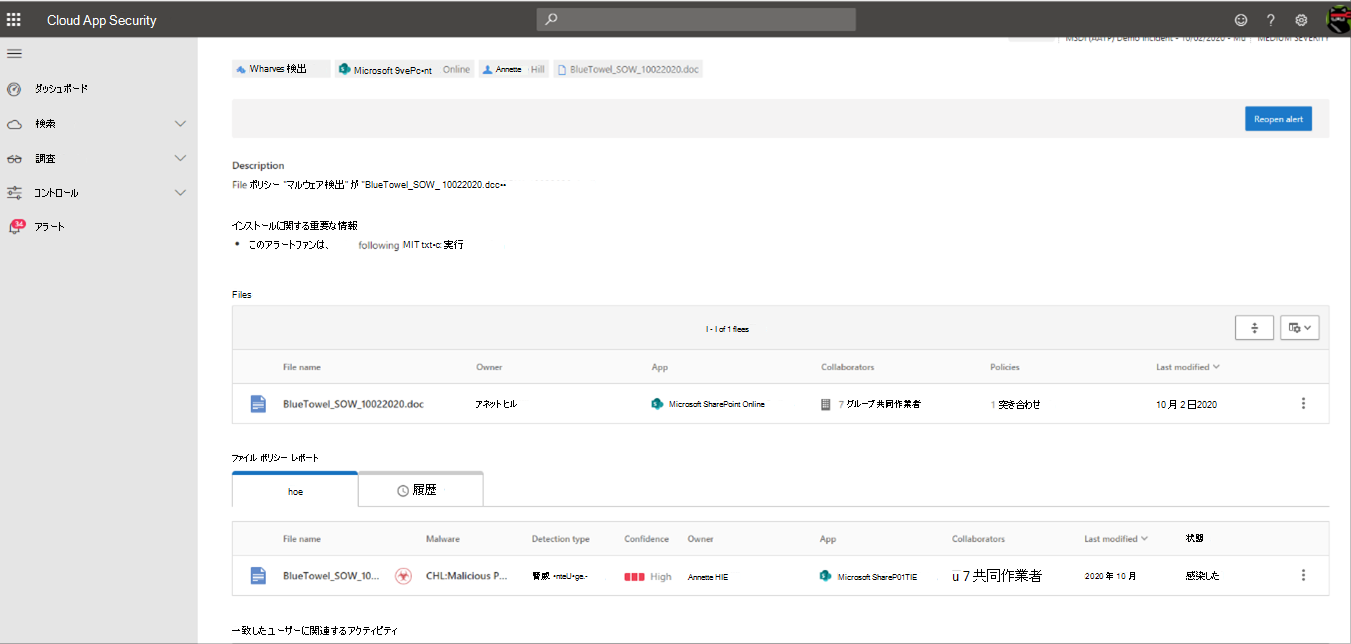 Cloud App Security
MSDI (AATP) Demo Incident - 10/02/2020 - Mu MEDIUM SEVERITY
Wharves 検出 Microsoft 9vePc•nt Online Annette Hill BlueTowel_SOW_10022020.doc
ダッシュボード
検索
調査
コントロール
34
アラート
Reopen alert
Description
File ポリシー "マルウェア検出" が "BlueTowel_SOW_ 10022020.doc••
インストールに関する重要な情報
• このアラートファンは、 following MIT txt•c: 実行
Files
I - I of 1 flees
File name Owner App Collaborators Policies Last modified
BlueTowel_SOW_10022020.doc アネットヒル Microsoft SharePoint Online 7 グループ共同作業者 1 突き合わせ 10 月 2 日2020
ファイル ポリシー レポート
hoe 履歴
File name Malware Detection type Confidence Owner App Collaborators Last modified 状態
BlueTowel_SOW_10... CHL:Malicious P... 脅威 •nteU•ge.- High Annette HIE Microsoft ShareP01TIE u 7 共同作業者 2020 年 10 月 感染した
一致したユーザーに関連するアクティビティ